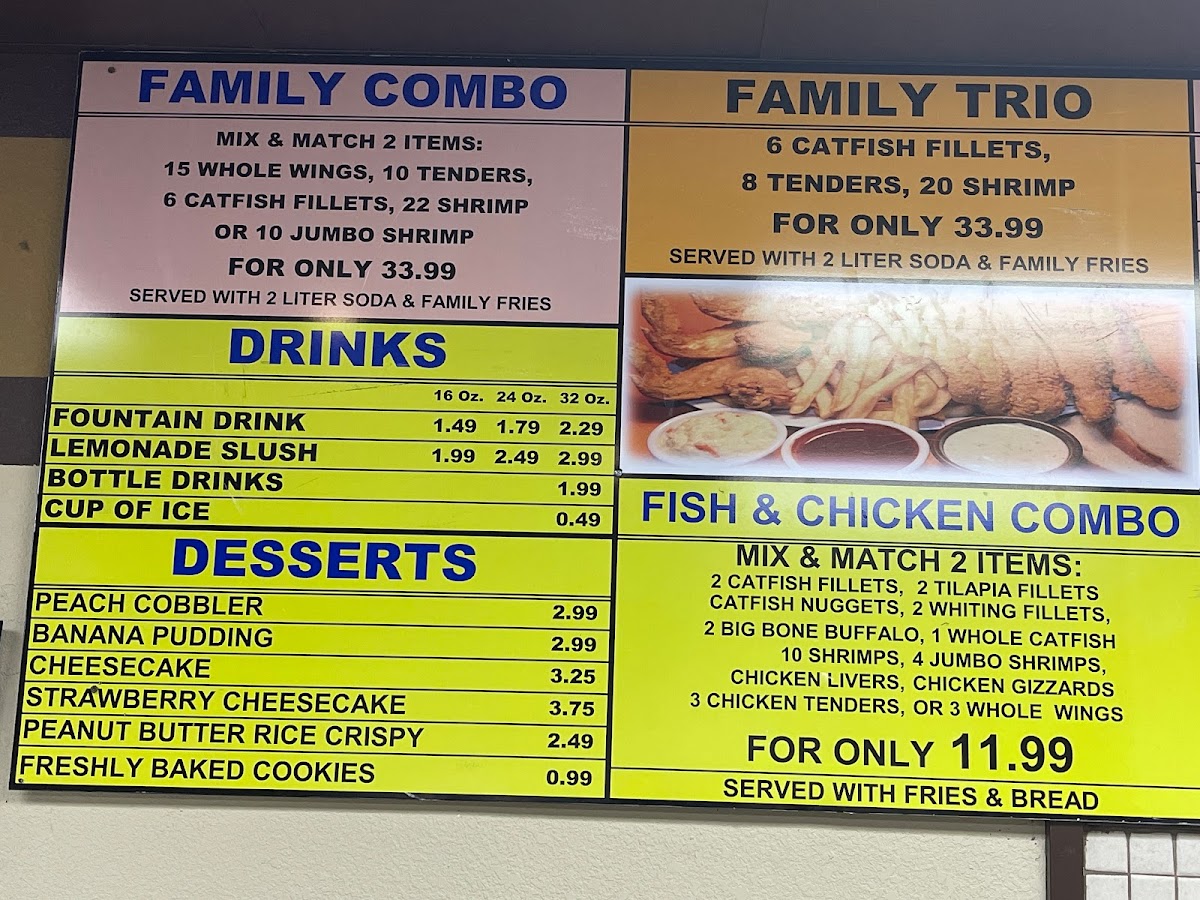 FAMILY COMBO
MIX & MATCH 2 ITEMS:
15 WHOLE WINGS, 10 TENDERS,
6 CATFISH FILLETS, 22 SHRIMP
OR 10 JUMBO SHRIMP
FOR ONLY 33.99
SERVED WITH 2 LITER SODA & FAMILY FRIES
DRINKS
16 Oz. 24 Oz. 32 Oz.
FOUNTAIN DRINK 1.49 1.79 2.29
LEMONADE SLUSH 1.99 2.49 2.99
BOTTLE DRINKS 1.99
CUP OF ICE 0.49
DESSERTS
PEACH COBBLER 2.99
BANANA PUDDING 2.99
CHEESECAKE 3.25
STRAWBERRY CHEESECAKE 3.75
PEANUT BUTTER RICE CRISPY 2.49
FRESHLY BAKED COOKIES 0.99
FAMILY TRIO
6 CATFISH FILLETS,
8 TENDERS, 20 SHRIMP
FOR ONLY 33.99
SERVED WITH 2 LITER SODA & FAMILY FRIES
FISH & CHICKEN COMBO
MIX & MATCH 2 ITEMS:
2 CATFISH FILLETS, 2 TILAPIA FILLETS
CATFISH NUGGETS, 2 WHITING FILLETS,
2 BIG BONE BUFFALO, 1 WHOLE CATFISH
10 SHRIMPS, 4 JUMBO SHRIMPS,
CHICKEN LIVERS, CHICKEN GIZZARDS
3 CHICKEN TENDERS, OR 3 WHOLE WINGS
FOR ONLY 11.99
SERVED WITH FRIES & BREAD